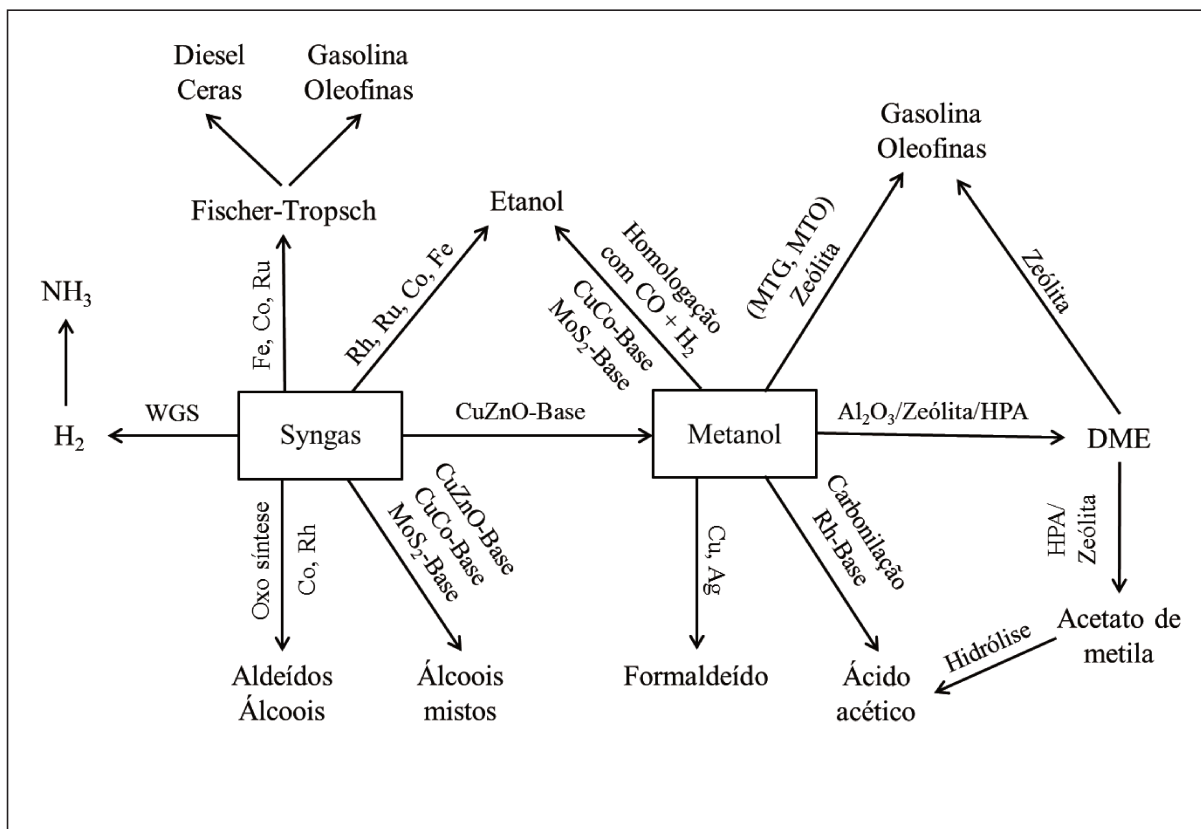 Diesel
Ceras
Gasolina
Oleofinas
Fischer-Tropsch
Fe, Co, Ru
NH3
H2
WGS
Syngas
Etanol
Rh, Ru, Co, Fe
Homologação
com CO + H2
CuCo-Base
MoS2-Base
CuZnO-Base
Metanol
Gasolina
Oleofinas
(MTG, MTO)
Zeólita
Zeólita
Al2O3/Zeólita/HPA
DME
Oxo síntese
Co, Rh
Aldeídos
Álcoois
CuZnO-Base
CuCo-Base
MoS2-Base
Álcoois
mistos
Cu, Ag
Formaldeído
Carbonilação
Rh-Base
Ácido
acético
HPA/
Zeólita
Acetato de
metila
Hidrólise